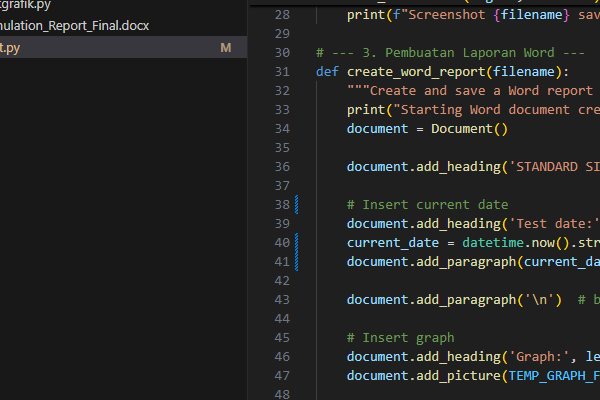 tgrafik.py
nulation_Report_Final.docx
t.py M
28 print(f"Screenshot {filename} sav
29
30 # --- 3. Pembuatan Laporan Word ---
31 def create_word_report(filename):
32 """Create and save a Word report
33 print("Starting Word document cre
34 document = Document()
35
36 document.add_heading('STANDARD SI
37
38 # Insert current date
39 document.add_heading('Test date:'
40 current_date = datetime.now().str
41 document.add_paragraph(current_da
42
43 document.add_paragraph('\n') # b
44
45 # Insert graph
46 document.add_heading('Graph:', le
47 document.add_picture(TEMP_GRAPH_F
48